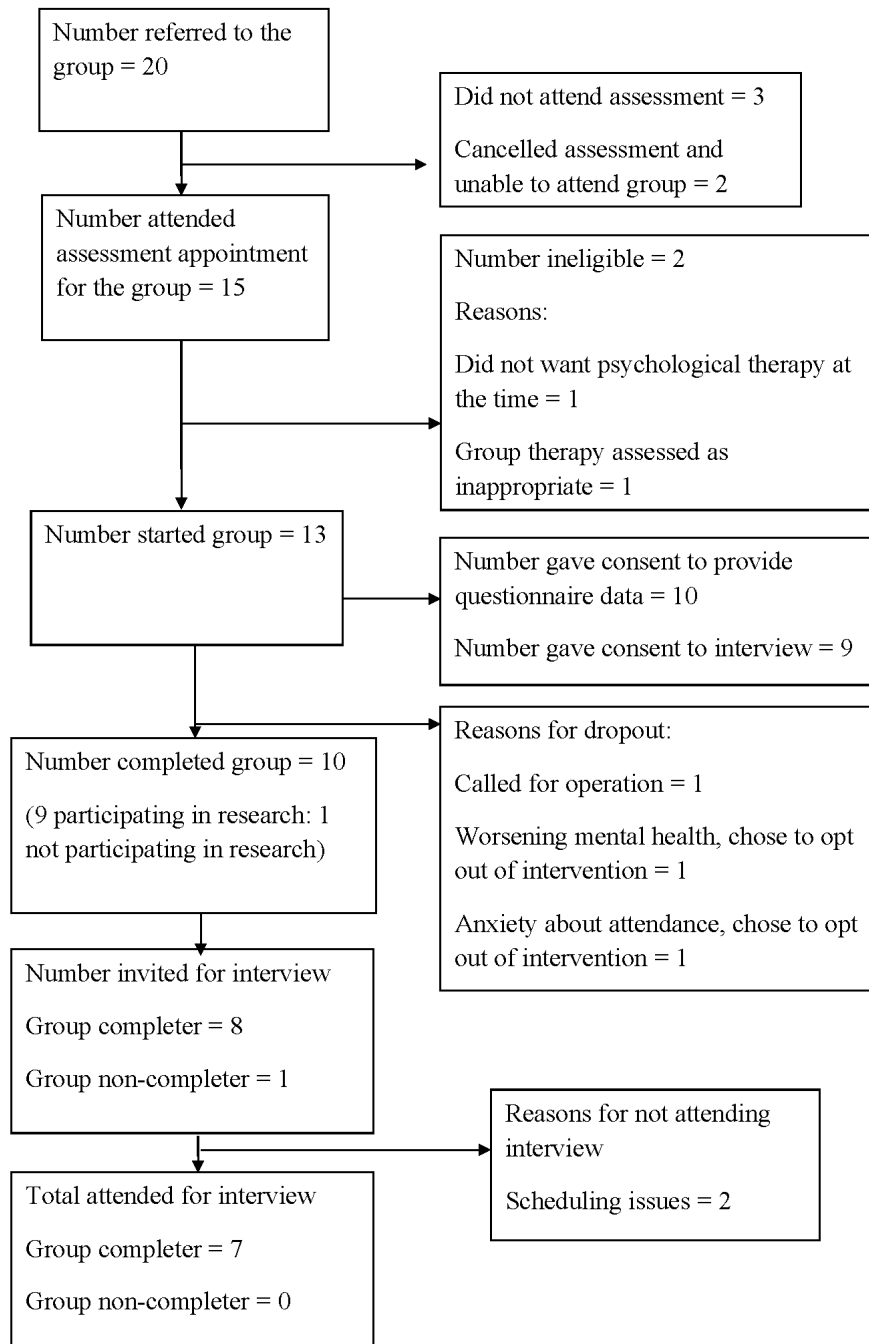 Number referred to the
group = 20
Did not attend assessment = 3
Cancelled assessment and
unable to attend group = 2
Number attended
assessment appointment
for the group = 15
Number ineligible = 2
Reasons:
Did not want psychological therapy at
the time = 1
Group therapy assessed as
inappropriate = 1
Number started group = 13
Number gave consent to provide
questionnaire data = 10
Number gave consent to interview = 9
Reasons for dropout:
Called for operation = 1
Worsening mental health, chose to opt
out of intervention = 1
Anxiety about attendance, chose to opt
out of intervention = 1
Number completed group = 10
(9 participating in research: 1
not participating in research)
Number invited for interview
Group completer = 8
Group non-completer = 1
Reasons for not attending
interview
Scheduling issues = 2
Total attended for interview
Group completer = 7
Group non-completer = 0